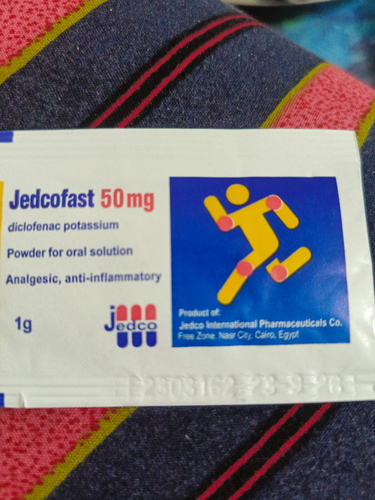 Jedcofast 50mg
diclofenac potassium
Powder for oral solution
Analgesic, anti-inflammatory
1g
jedco
Product of:
Jedco International Pharmaceuticals Co.
Free Zone, Nasr City, Cairo, Egypt